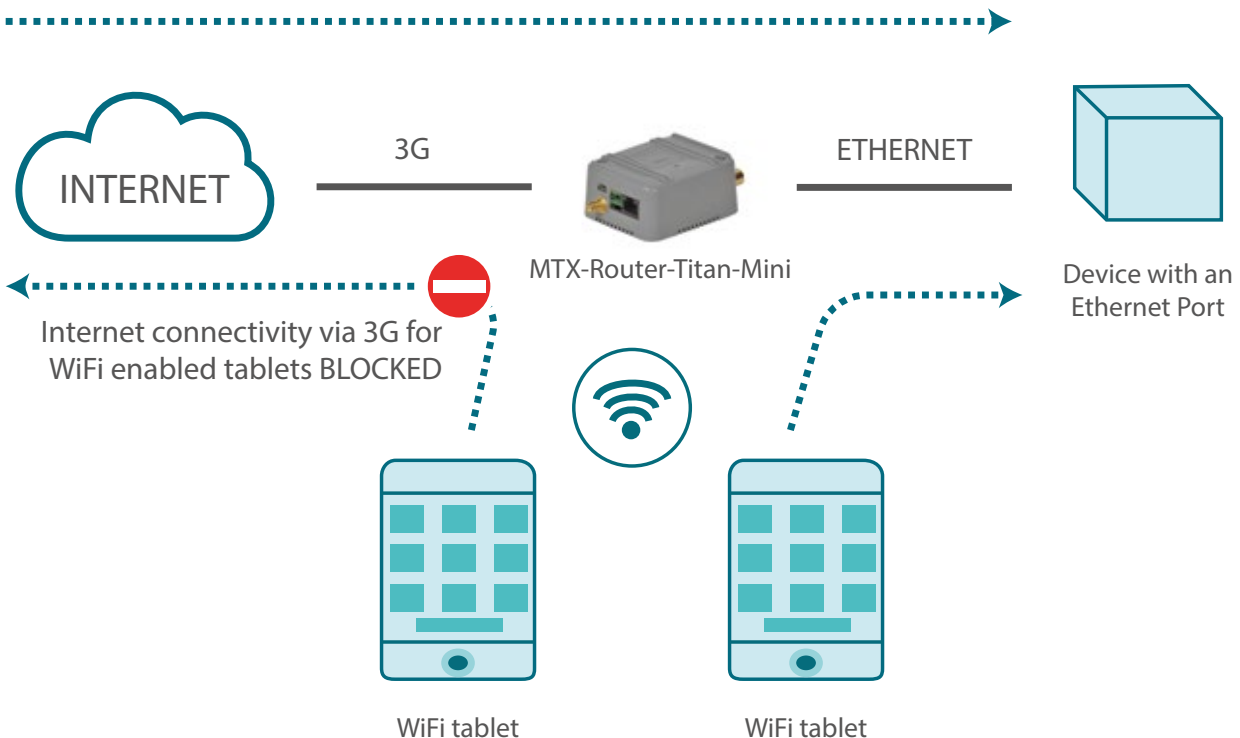 3G
ETHERNET
INTERNET
MTX-Router-Titan-Mini
Device with an
Ethernet Port
Internet connectivity via 3G for
WiFi enabled tablets BLOCKED
WiFi tablet
WiFi tablet